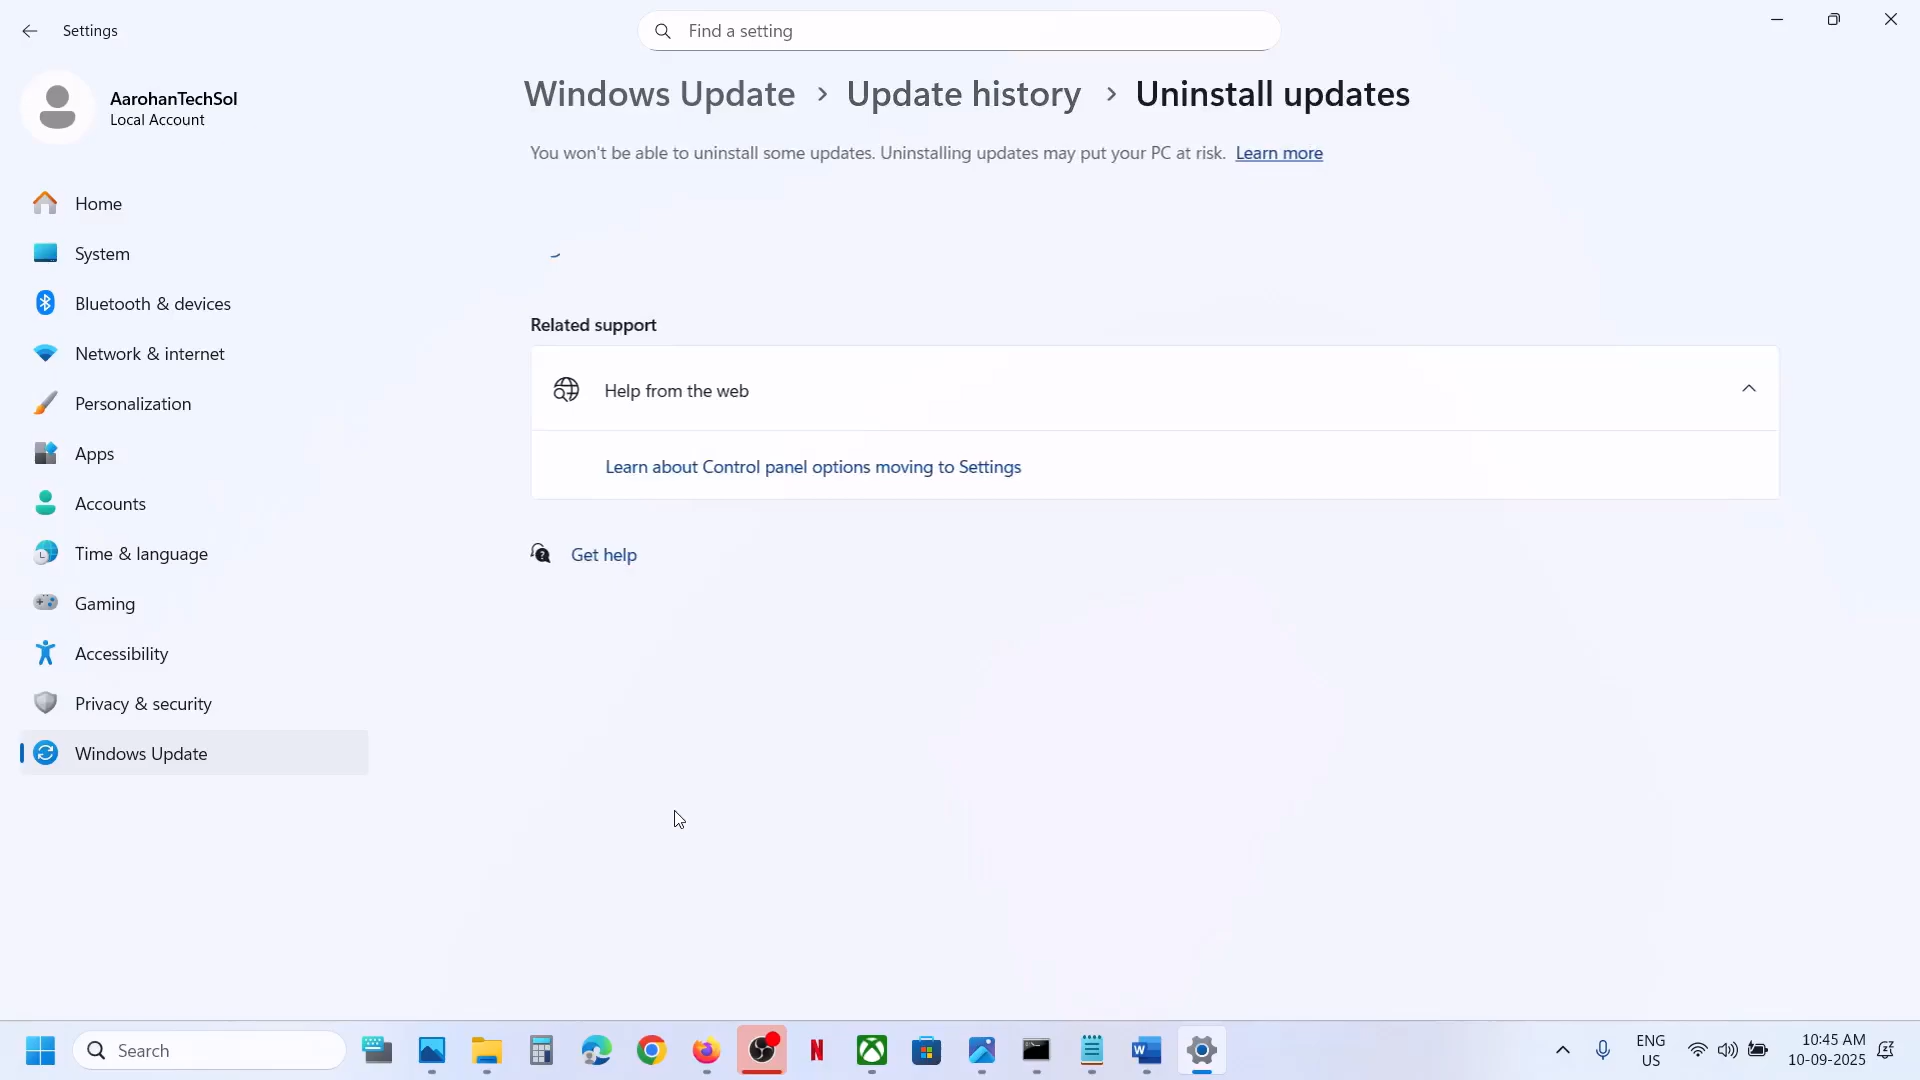 Settings
Find a setting
AarohanTechSol
Local Account
Windows Update > Update history > Uninstall updates
You won't be able to uninstall some updates. Uninstalling updates may put your PC at risk. Learn more
Home
System
Bluetooth & devices
Network & internet
Personalization
Apps
Accounts
Time & language
Gaming
Accessibility
Privacy & security
Windows Update
Related support
Help from the web
Learn about Control panel options moving to Settings
Get help
Search
ENG
US
10:45 AM
10-09-2025